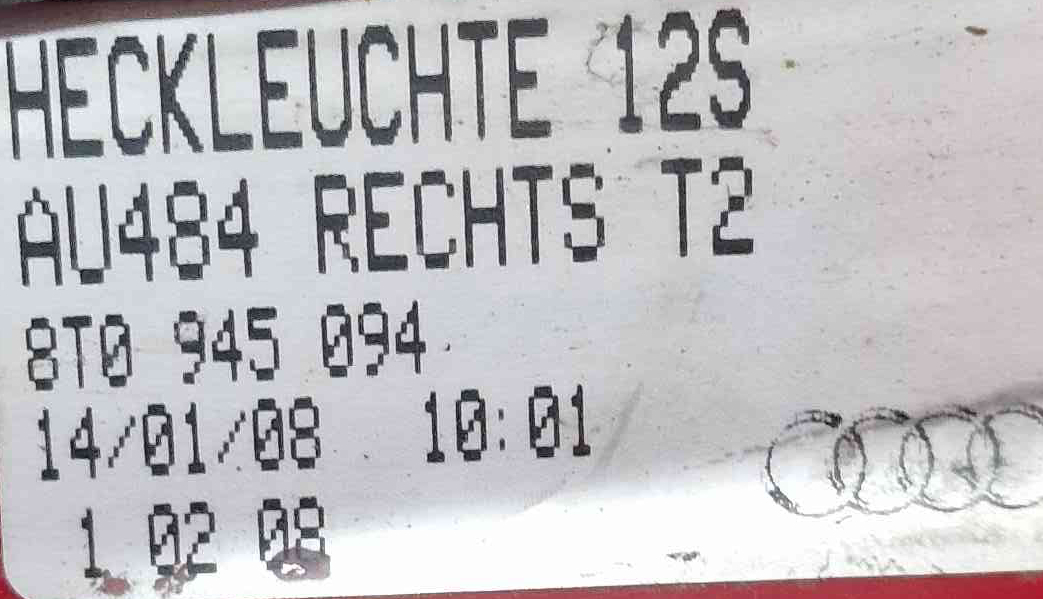 HECKLEUCHTE 12S
AU484 RECHTS T2
8T0 945 094
14/01/08 10:01
1 02 08